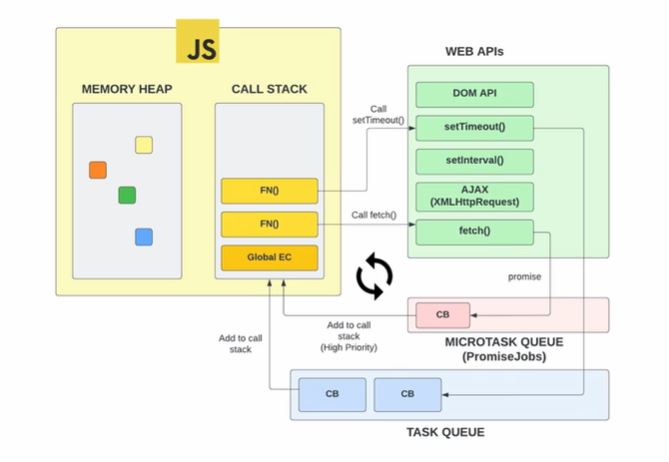 JS
MEMORY HEAP
CALL STACK
FN()
FN()
Global EC
Call
setTimeout()
Call fetch()
WEB APIs
DOM API
setTimeout()
setInterval()
AJAX
(XMLHttpRequest)
fetch()
promise
CB
MICROTASK QUEUE
(PromiseJobs)
Add to call
stack
(High Priority)
Add to call
stack
CB
CB
TASK QUEUE